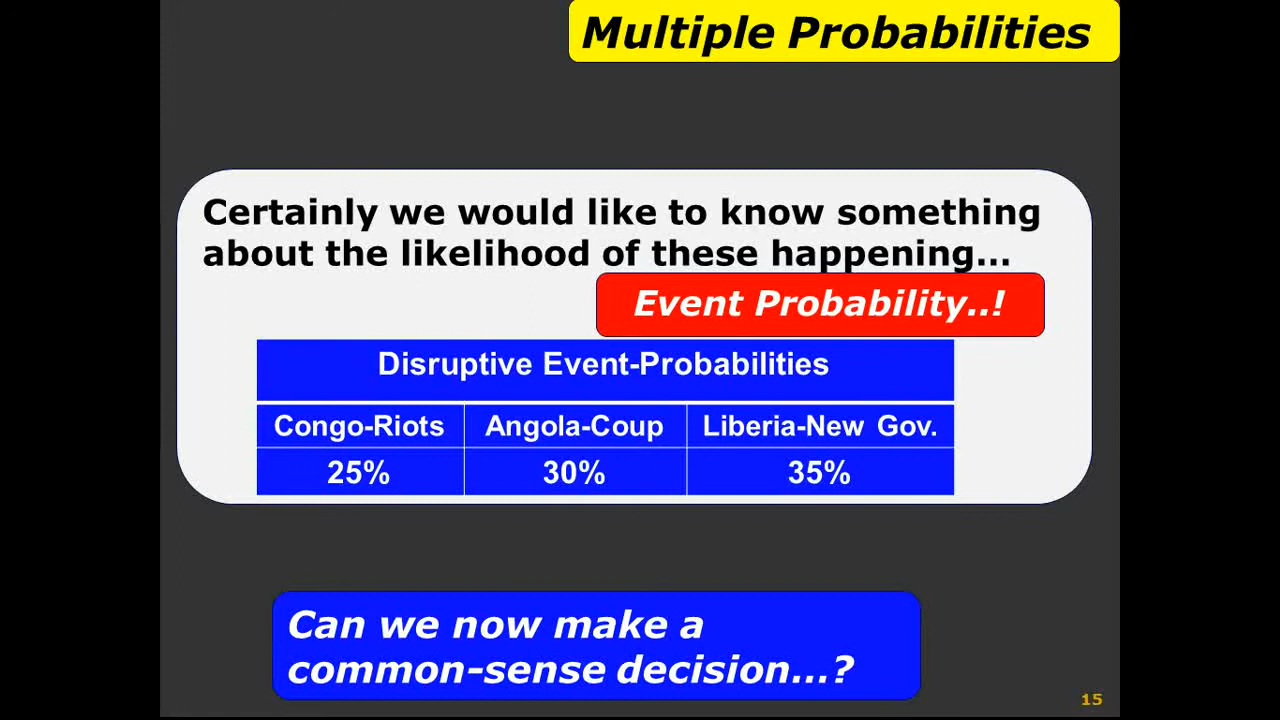 Multiple Probabilities
Certainly we would like to know something
about the likelihood of these happening...
Event Probability..!
Disruptive Event-Probabilities
Congo-Riots Angola-Coup Liberia-New Gov.
25% 30% 35%
Can we now make a
common-sense decision...?
15